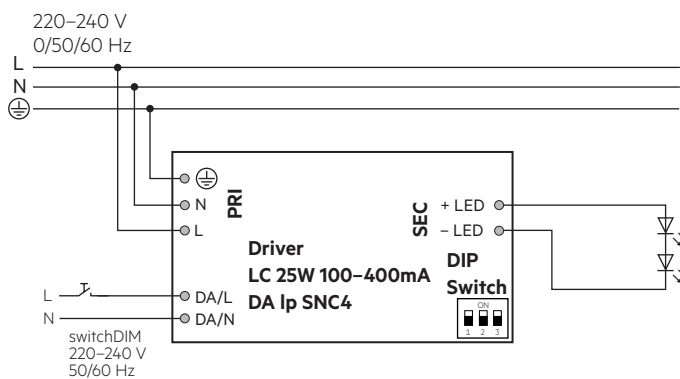 220–240 V
0/50/60 Hz
L
N
PRI
N
L
SEC
+ LED
– LED
Driver
LC 25W 100–400mA
DA lp SNC4
DIP
Switch
ON
1 2 3
L
DA/L
N
DA/N
switchDIM
220–240 V
50/60 Hz